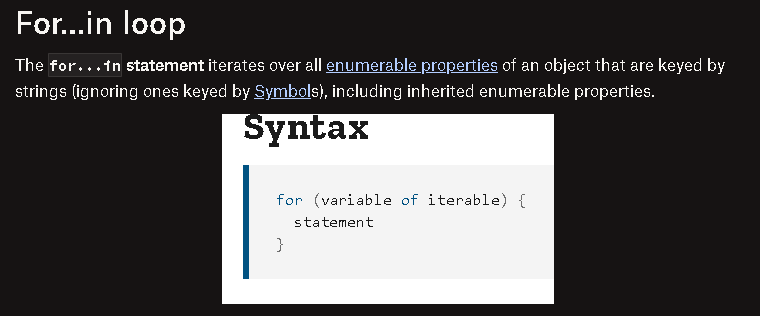 For...in loop
The for...in statement iterates over all enumerable properties of an object that are keyed by
strings (ignoring ones keyed by Symbols), including inherited enumerable properties.
Syntax
for (variable of iterable) {
  statement
}